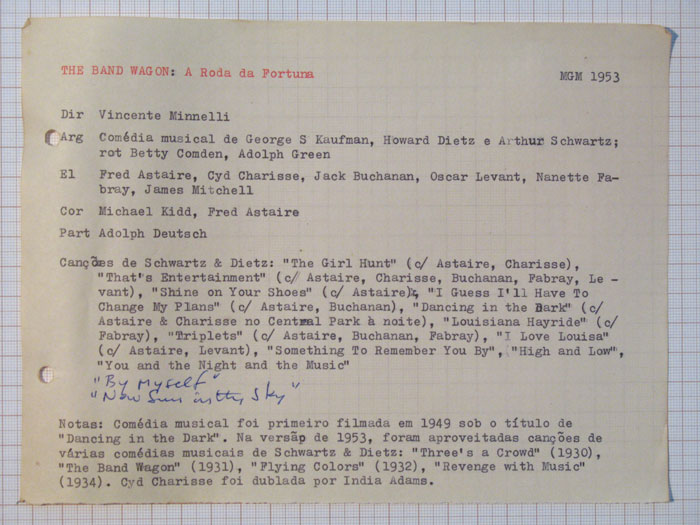 THE BAND WAGON: A Roda da Fortuna MGM 1953
Dir Vincente Minnelli
Arg Comédia musical de George S Kaufman, Howard Dietz e Arthur Schwartz;
rot Betty Comden, Adolph Green
El Fred Astaire, Cyd Charisse, Jack Buchanan, Oscar Levant, Nanette Fa-
bray, James Mitchell
Cor Michael Kidd, Fred Astaire
Part Adolph Deutsch
Canções de Schwartz & Dietz: "The Girl Hunt" (c/ Astaire, Charisse),
"That's Entertainment" (c/ Astaire, Charisse, Buchanan, Fabray, Le -
vant), "Shine on Your Shoes" (c/ Astaire), "I Guess I'll Have To
Change My Plans" (c/ Astaire, Buchanan), "Dancing in the Dark" (c/
Astaire & Charisse no Central Park à noite), "Louisiana Hayride" (c/
Fabray), "Triplets" (c/ Astaire, Buchanan, Fabray), "I Love Louisa"
(c/ Astaire, Levant), "Something To Remember You By", "High and Low",
"You and the Night and the Music"
"By Myself"
"New Sun in the Sky"
Notas: Comédia musical foi primeiro filmada em 1949 sob o título de
"Dancing in the Dark". Na versão de 1953, foram aproveitadas canções de
várias comédias musicais de Schwartz & Dietz: "Three's a Crowd" (1930),
"The Band Wagon" (1931), "Flying Colors" (1932), "Revenge with Music"
(1934). Cyd Charisse foi dublada por India Adams.